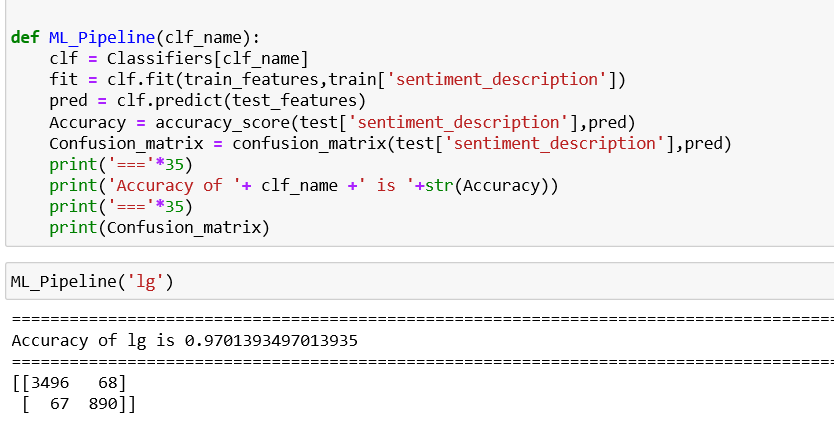 def ML_Pipeline(clf_name):
    clf = Classifiers[clf_name]
    fit = clf.fit(train_features,train['sentiment_description'])
    pred = clf.predict(test_features)
    Accuracy = accuracy_score(test['sentiment_description'],pred)
    Confusion_matrix = confusion_matrix(test['sentiment_description'],pred)
    print('==='*35)
    print('Accuracy of '+ clf_name +' is '+str(Accuracy))
    print('==='*35)
    print(Confusion_matrix)
ML_Pipeline('lg')
=====================================================================================
Accuracy of lg is 0.9701393497013935
=====================================================================================
[[3496   68]
 [  67  890]]